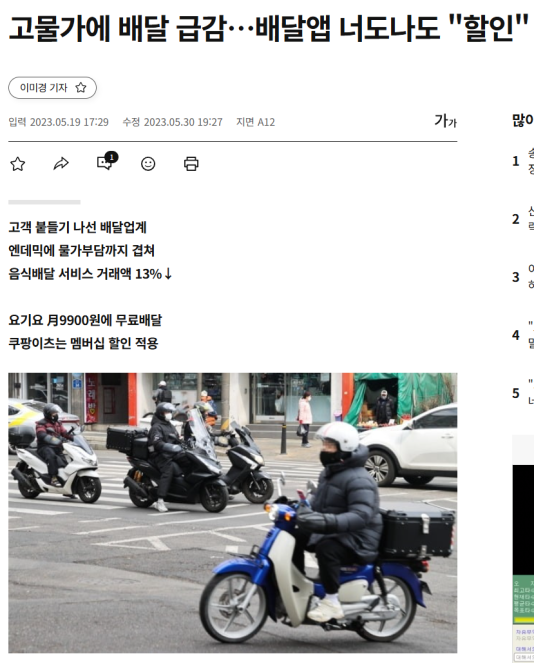 고물가에 배달 급감…배달앱 너도나도 "할인"
이미경 기자
입력 2023.05.19 17:29 수정 2023.05.30 19:27 지면 A12
가가
1
고객 붙들기 나선 배달업계
엔데믹에 물가부담까지 겹쳐
음식배달 서비스 거래액 13%↓
요기요 月9900원에 무료배달
쿠팡이츠는 멤버십 할인 적용
노래방
많이
1
2
3
4
5